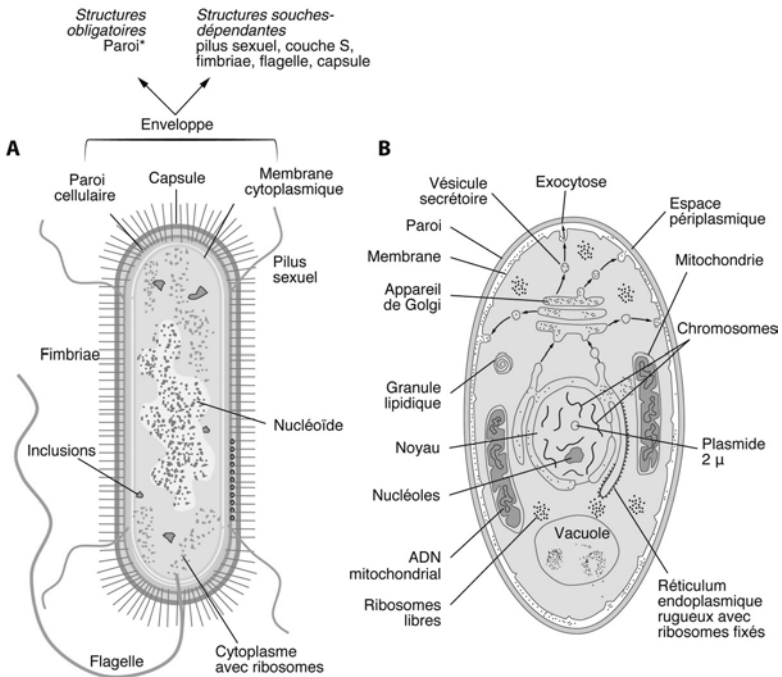 Structures
obligatoires
Paroi*
Structures souches-
dépendantes
pilus sexuel, couche S,
fimbriae, flagelle, capsule
Enveloppe
A
Paroi
cellulaire
Capsule
Membrane
cytoplasmique
Pilus
sexuel
Fimbriae
Nucléoïde
Inclusions
Flagelle
Cytoplasme
avec ribosomes
B
Vésicule
secrétoire
Exocytose
Espace
périplasmique
Paroi
Membrane
Mitochondrie
Appareil
de Golgi
Chromosomes
Granule
lipidique
Noyau
Plasmide
2 µ
Nucléoles
Vacuole
ADN
mitochondrial
Ribosomes
libres
Réticulum
endoplasmique
rugueux avec
ribosomes fixés